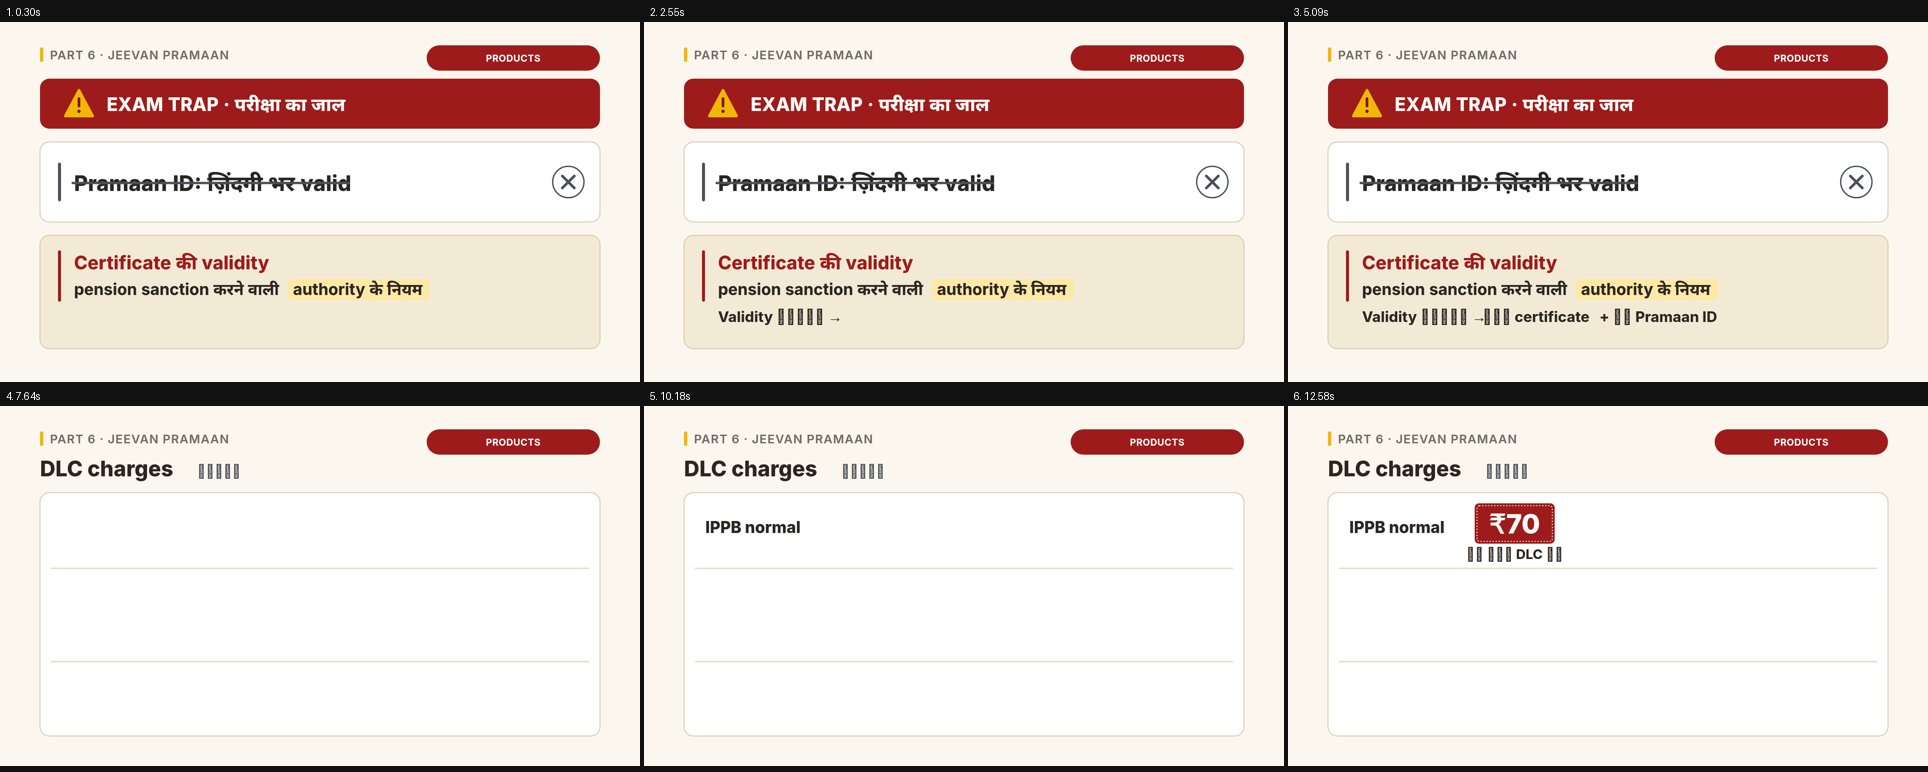 1. 0.30s
PART 6 · JEEVAN PRAMAAN
PRODUCTS
EXAM TRAP · परीक्षा का जाल
Pramaan ID: ज़िंदगी भर valid
Certificate की validity
pension sanction करने वाली authority के नियम
2. 2.55s
PART 6 · JEEVAN PRAMAAN
PRODUCTS
EXAM TRAP · परीक्षा का जाल
Pramaan ID: ज़िंदगी भर valid
Certificate की validity
pension sanction करने वाली authority के नियम
Validity →
3. 5.09s
PART 6 · JEEVAN PRAMAAN
PRODUCTS
EXAM TRAP · परीक्षा का जाल
Pramaan ID: ज़िंदगी भर valid
Certificate की validity
pension sanction करने वाली authority के नियम
Validity → certificate + Pramaan ID
4. 7.64s
PART 6 · JEEVAN PRAMAAN
PRODUCTS
DLC charges
5. 10.18s
PART 6 · JEEVAN PRAMAAN
PRODUCTS
DLC charges
IPPB normal
6. 12.58s
PART 6 · JEEVAN PRAMAAN
PRODUCTS
DLC charges
IPPB normal ₹70
DLC